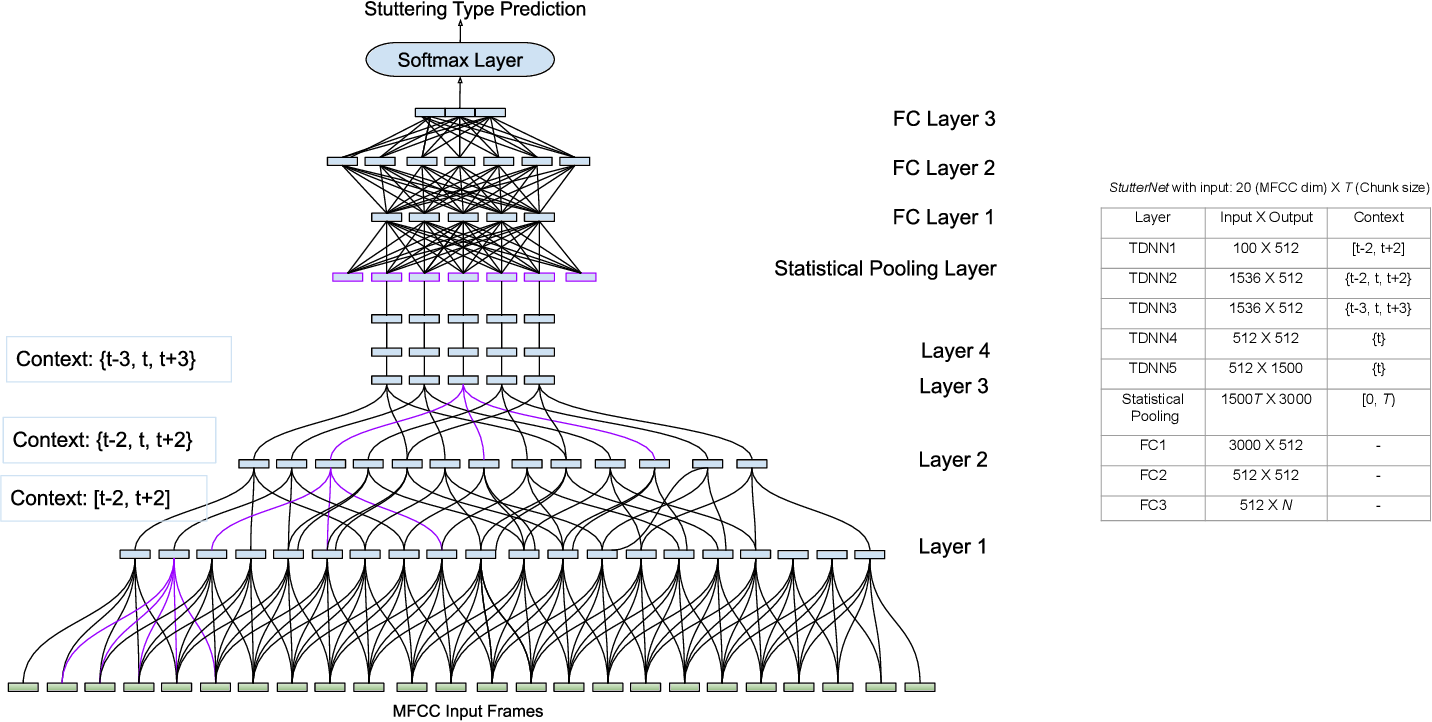 Stuttering Type Prediction
Softmax Layer
FC Layer 3
FC Layer 2
FC Layer 1
Statistical Pooling Layer
Context: {t-3, t, t+3}
Layer 4
Layer 3
Context: {t-2, t, t+2}
Layer 2
Context: [t-2, t+2]
Layer 1
MFCC Input Frames
StutterNet with input: 20 (MFCC dim) X T (Chunk size)
Layer Input X Output Context
TDNN1 100 X 512 [t-2, t+2]
TDNN2 1536 X 512 {t-2, t, t+2}
TDNN3 1536 X 512 {t-3, t, t+3}
TDNN4 512 X 512 {t}
TDNN5 512 X 1500 {t}
Statistical Pooling 1500T X 3000 [0, T)
FC1 3000 X 512 -
FC2 512 X 512 -
FC3 512 X N -